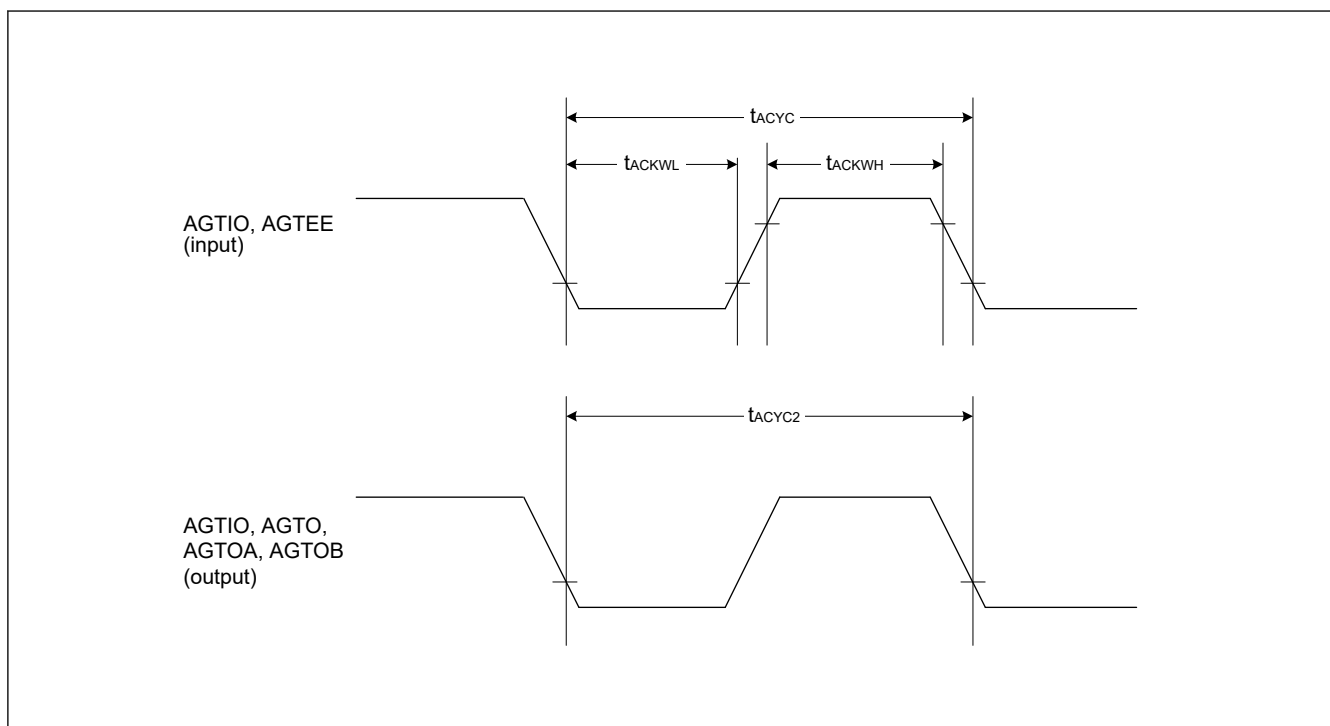 tACYC
tACKWL
tACKWH
AGTIO, AGTEE
(input)
tACYC2
AGTIO, AGTO,
AGTOA, AGTOB
(output)